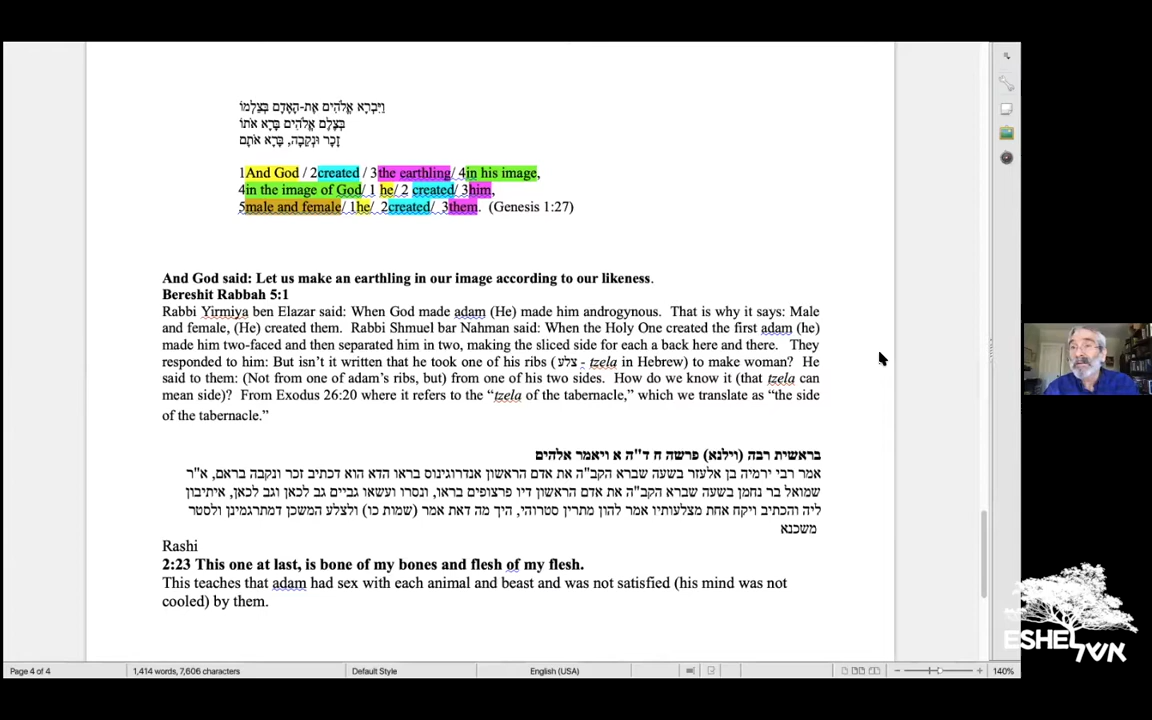 וַיִּבְרָא אֱלֹהִים אֶת-הָאָדָם בְּצַלְמוֹ
בְּצֶלֶם אֱלֹהִים בָּרָא אֹתוֹ
זָכָר וּנְקֵבָה, בָּרָא אֹתָם
1And God / 2created / 3the earthling/ 4in his image,
4in the image of God/ 1 he/ 2 created/ 3him,
5male and female/ 1he/ 2created/ 3them. (Genesis 1:27)
And God said: Let us make an earthling in our image according to our likeness.
Bereshit Rabbah 5:1
Rabbi Yirmiya ben Elazar said: When God made adam (He) made him androgynous. That is why it says: Male
and female, (He) created them. Rabbi Shmuel bar Nahman said: When the Holy One created the first adam (he)
made him two-faced and then separated him in two, making the sliced side for each a back here and there. They
responded to him: But isn't it written that he took one of his ribs (צלע - tzela in Hebrew) to make woman? He
said to them: (Not from one of adam's ribs, but) from one of his two sides. How do we know it (that tzela can
mean side)? From Exodus 26:20 where it refers to the "tzela of the tabernacle," which we translate as "the side
of the tabernacle."
בראשית רבה (וילנא) פרשה ח ד"ה א ויאמר אלהים
אמר רבי ירמיה בן אלעזר בשעה שברא הקב"ה את אדם הראשון אנדרוגינוס בראו הדא הוא דכתיב זכר ונקבה בראם, א"ר
שמואל בר נחמן בשעה שברא הקב"ה את אדם הראשון דיו פרצופים בראו, ונסרו ועשאו גביים גב לכאן וגב לכאן, איתיבון
ליה והכתיב ויקח אחת מצלעותיו אמר להון מתרין סטרוהי, היך מה דאת אמר (שמות כו) ולצלע המשכן דמתרגמינן ולסטר
משכנא
Rashi
2:23 This one at last, is bone of my bones and flesh of my flesh.
This teaches that adam had sex with each animal and beast and was not satisfied (his mind was not
cooled) by them.
Page 4 of 4
1,414 words, 7,606 characters
Default Style
English (USA)
140%
ESHEL
אשל